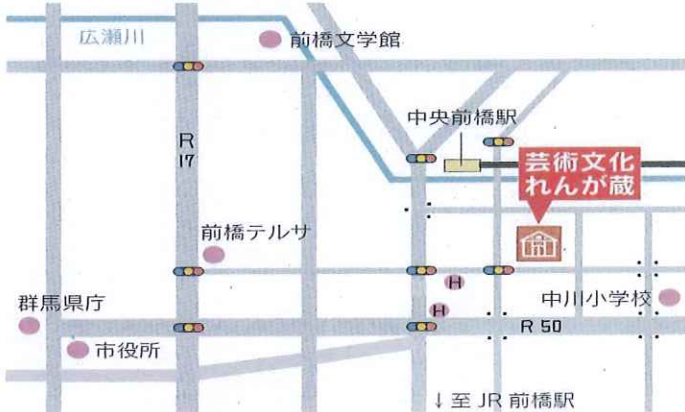 広瀬川
前橋文学館
中央前橋駅
R
17
芸術文化
れんが蔵
前橋テルサ
H
中川小学校
群馬県庁
H
R 50
市役所
↓至JR前橋駅